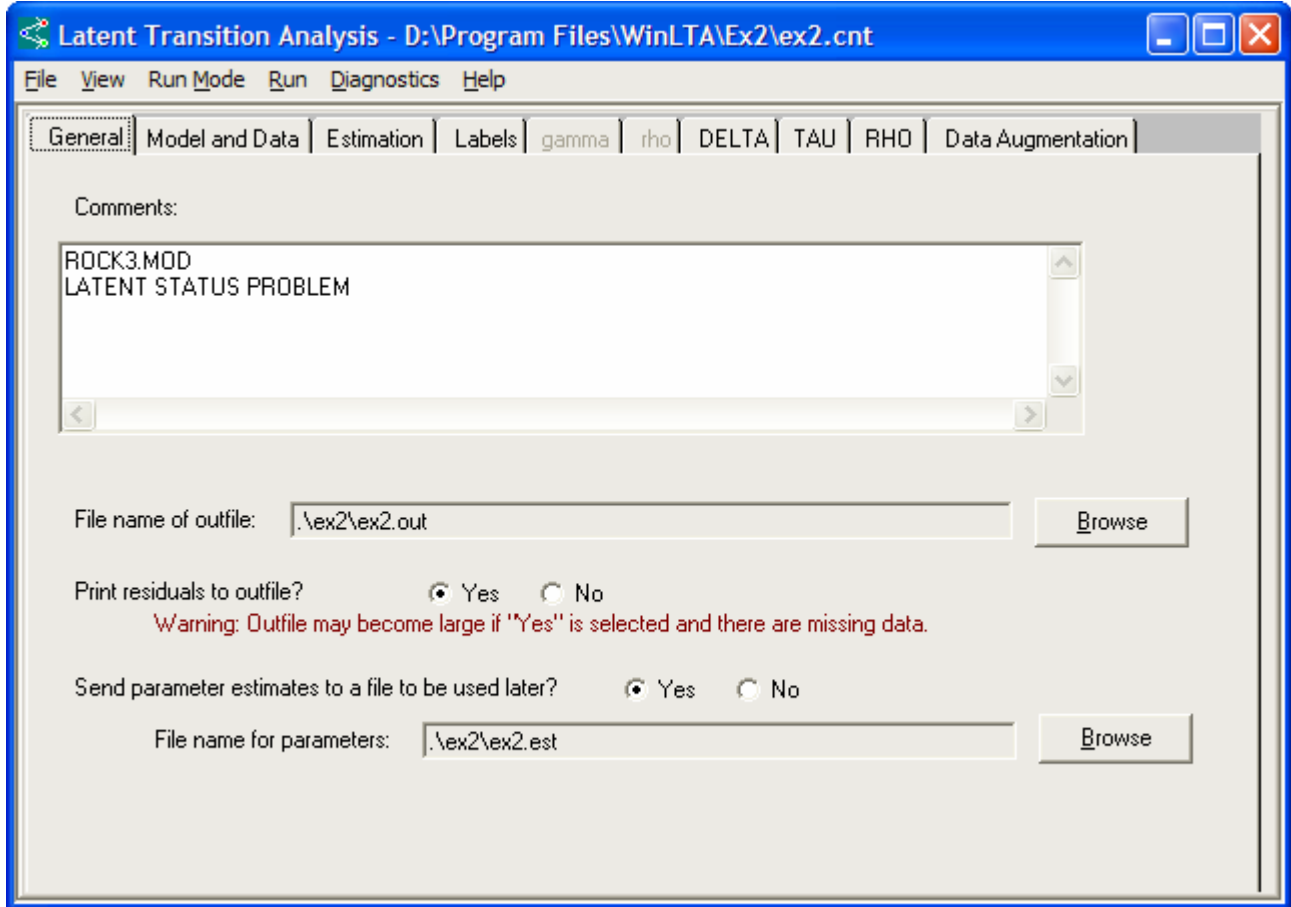 Latent Transition Analysis - D:\Program Files\WinLTA\Ex2\ex2.cnt
File View Run Mode Run Diagnostics Help
General Model and Data Estimation Labels gamma rho DELTA TAU RHO Data Augmentation
Comments:
ROCK3.MOD
LATENT STATUS PROBLEM
File name of outfile: .\ex2\ex2.out Browse
Print residuals to outfile? Yes No
Warning: Outfile may become large if "Yes" is selected and there are missing data.
Send parameter estimates to a file to be used later? Yes No
File name for parameters: .\ex2\ex2.est Browse